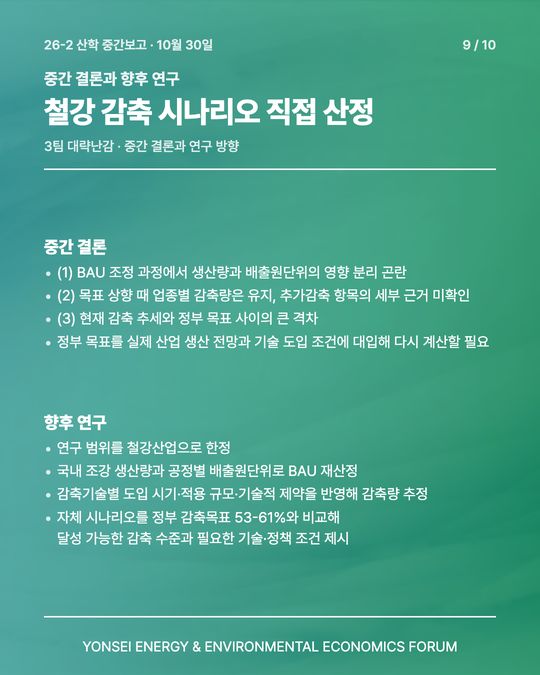 26-2 산학 중간보고 · 10월 30일
9 / 10
중간 결론과 향후 연구
철강 감축 시나리오 직접 산정
3팀 대략난감 · 중간 결론과 연구 방향
중간 결론
• (1) BAU 조정 과정에서 생산량과 배출원단위의 영향 분리 곤란
• (2) 목표 상향 때 업종별 감축량은 유지, 추가감축 항목의 세부 근거 미확인
• (3) 현재 감축 추세와 정부 목표 사이의 큰 격차
• 정부 목표를 실제 산업 생산 전망과 기술 도입 조건에 대입해 다시 계산할 필요
향후 연구
• 연구 범위를 철강산업으로 한정
• 국내 조강 생산량과 공정별 배출원단위로 BAU 재산정
• 감축기술별 도입 시기·적용 규모·기술적 제약을 반영해 감축량 추정
• 자체 시나리오를 정부 감축목표 53-61%와 비교해
달성 가능한 감축 수준과 필요한 기술·정책 조건 제시
YONSEI ENERGY & ENVIRONMENTAL ECONOMICS FORUM